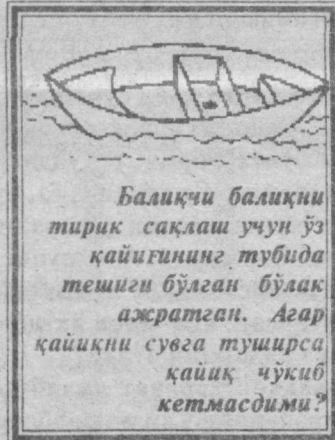 Балиқчи балиқни
тирик сақлаш учун ўз
қайиғининг тубида
тешиги бўлган бўлак
ажратган. Агар
қайиқни сувга туширса
қайиқ чўкиб
кетмасдими?